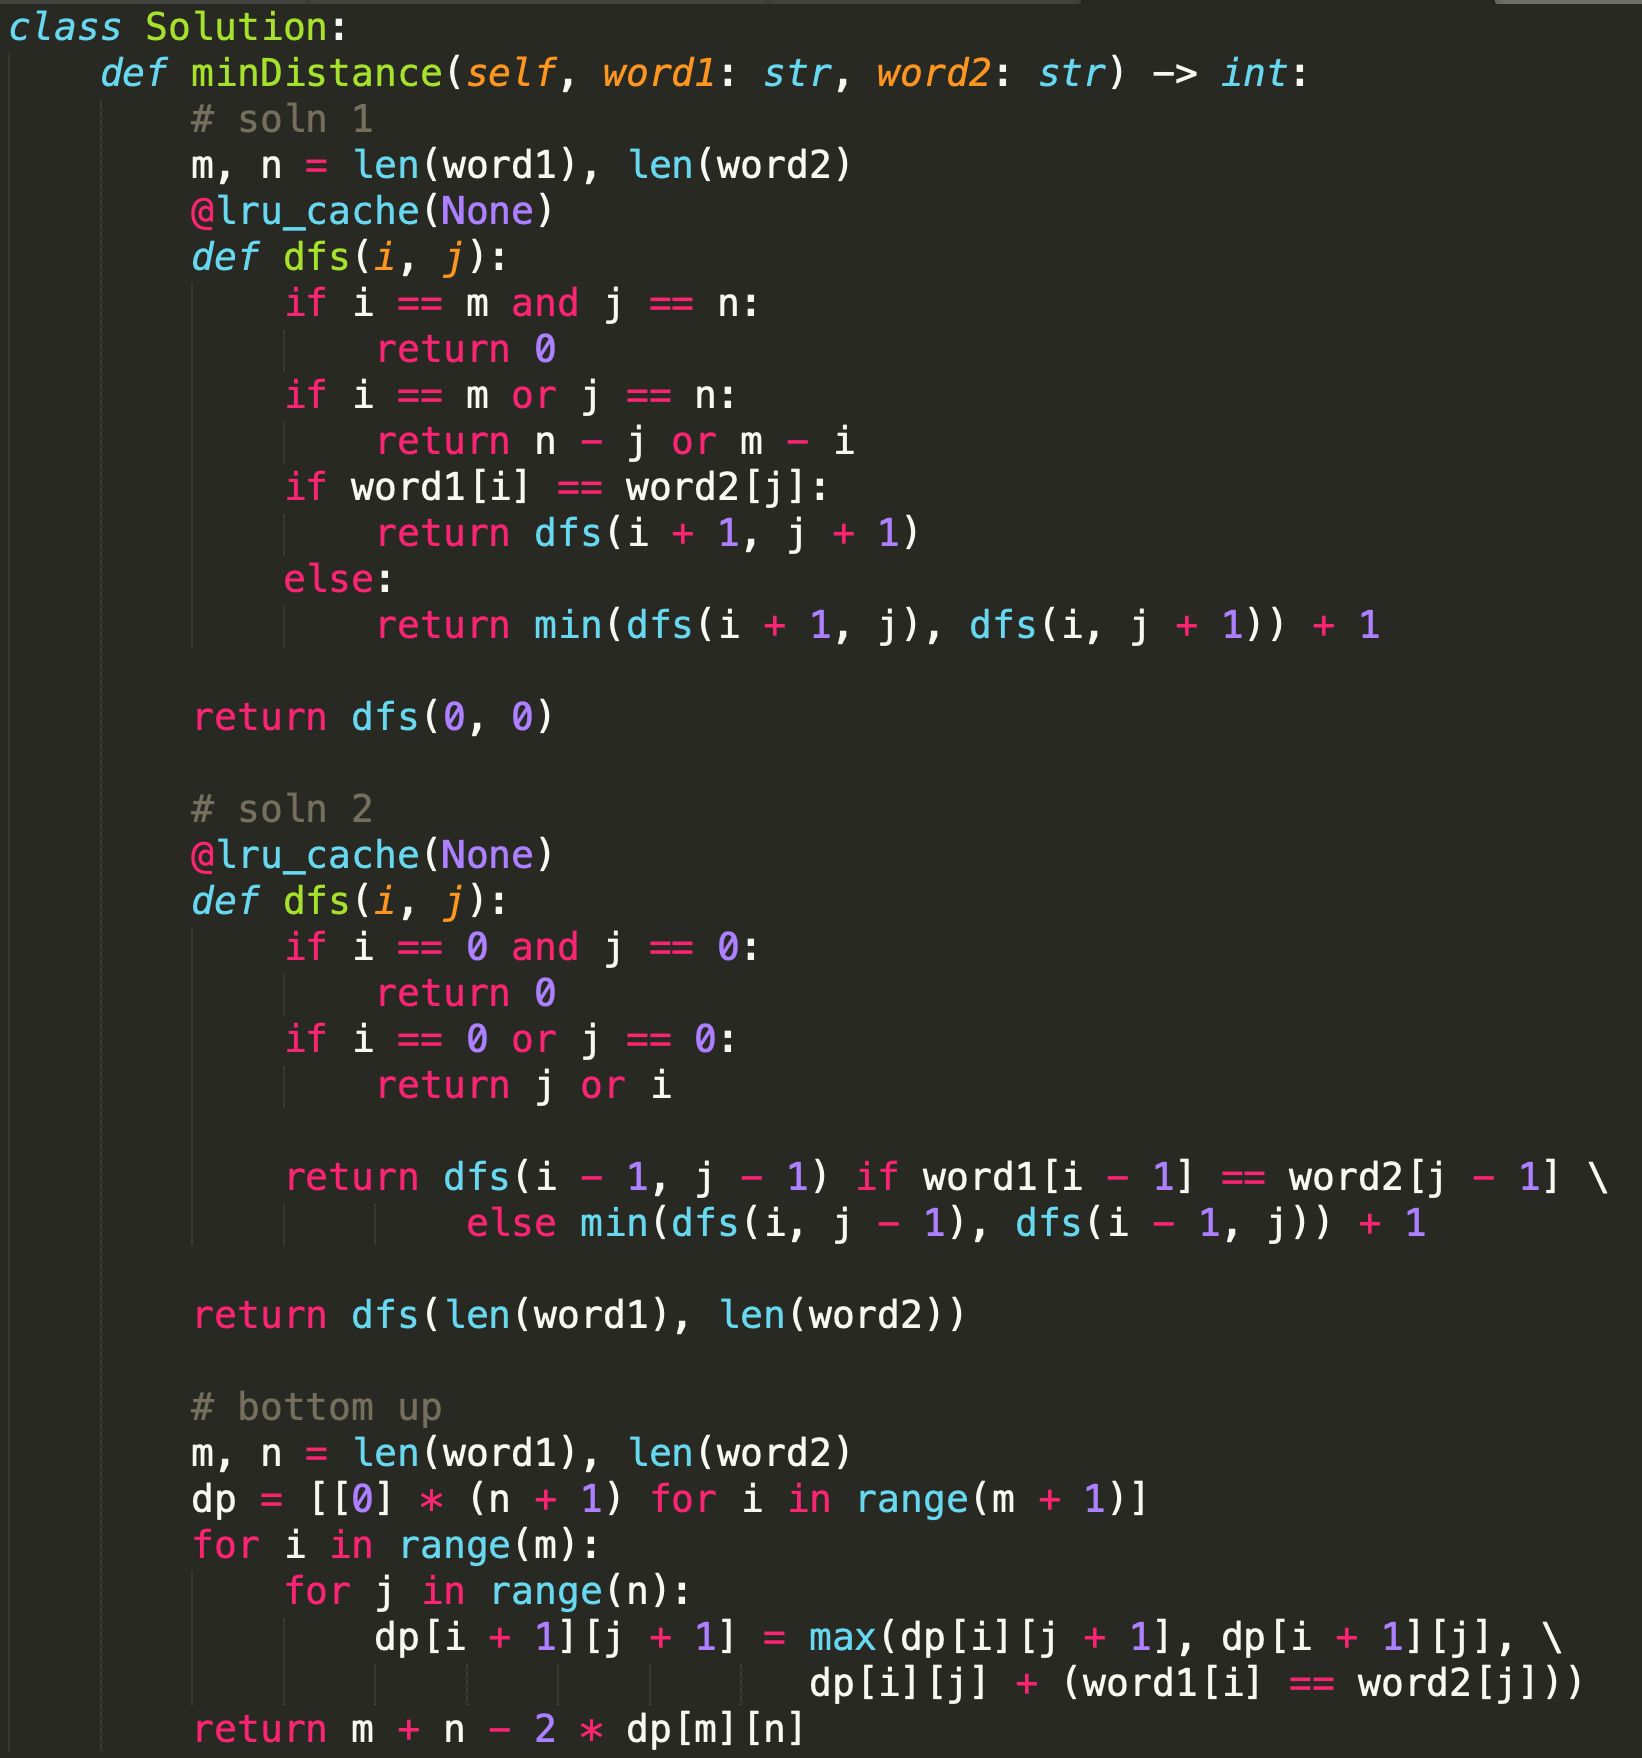 class Solution:
    def minDistance(self, word1: str, word2: str) -> int:
        # soln 1
        m, n = len(word1), len(word2)
        @lru_cache(None)
        def dfs(i, j):
            if i == m and j == n:
                return 0
            if i == m or j == n:
                return n - j or m - i
            if word1[i] == word2[j]:
                return dfs(i + 1, j + 1)
            else:
                return min(dfs(i + 1, j), dfs(i, j + 1)) + 1

        return dfs(0, 0)

        # soln 2
        @lru_cache(None)
        def dfs(i, j):
            if i == 0 and j == 0:
                return 0
            if i == 0 or j == 0:
                return j or i

            return dfs(i - 1, j - 1) if word1[i - 1] == word2[j - 1] \
                    else min(dfs(i, j - 1), dfs(i - 1, j)) + 1

        return dfs(len(word1), len(word2))

        # bottom up
        m, n = len(word1), len(word2)
        dp = [[0] * (n + 1) for i in range(m + 1)]
        for i in range(m):
            for j in range(n):
                dp[i + 1][j + 1] = max(dp[i][j + 1], dp[i + 1][j], \
                                   dp[i][j] + (word1[i] == word2[j]))
        return m + n - 2 * dp[m][n]